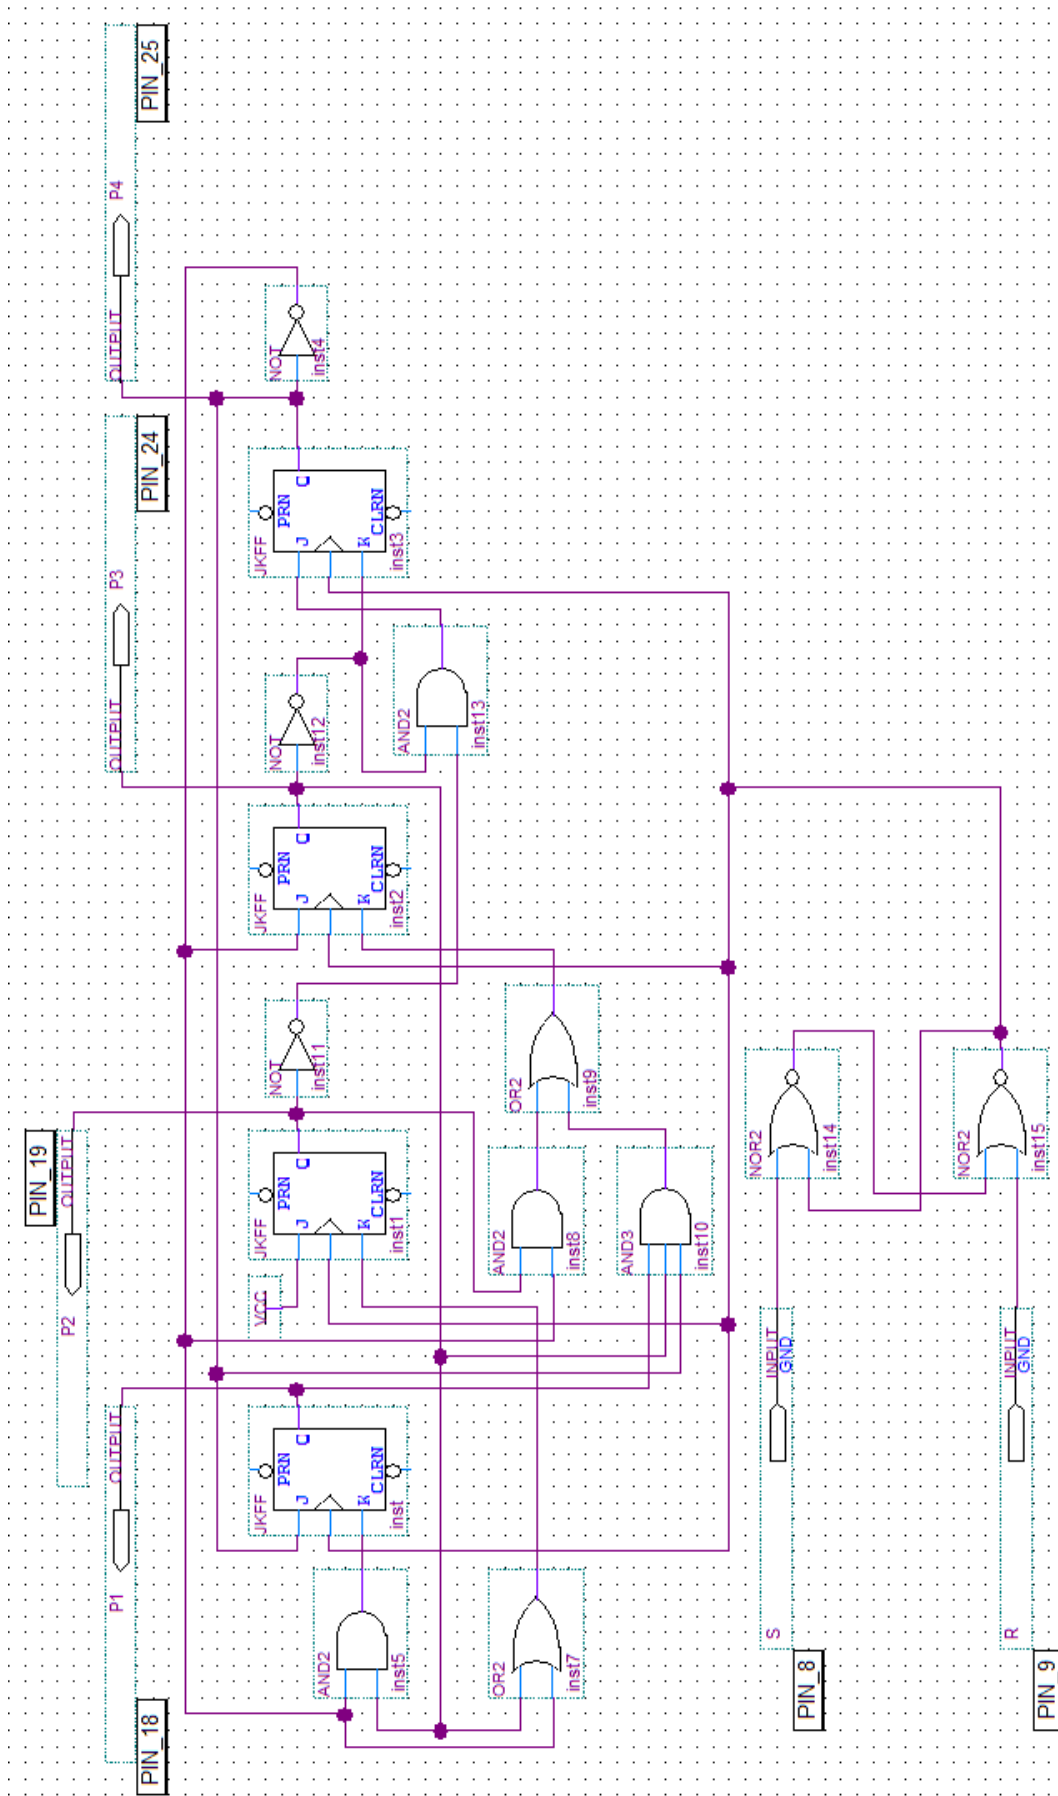 PIN_25
P4
OUTPUT
NOT
inst4
PIN_24
P3
OUTPUT
JKFF
PRN
J
Q
K
CLRN
inst3
NOT
inst12
AND2
inst13
JKFF
PRN
J
Q
K
CLRN
inst2
NOT
inst11
OR2
inst9
PIN_19
OUTPUT
P2
JKFF
PRN
J
Q
K
CLRN
inst1
VCC
AND2
inst8
AND3
inst10
NOR2
inst14
NOR2
inst15
PIN_18
P1
OUTPUT
JKFF
PRN
J
Q
K
CLRN
inst
AND2
inst5
OR2
inst7
PIN_8
S
INPUT
GND
PIN_9
R
INPUT
GND